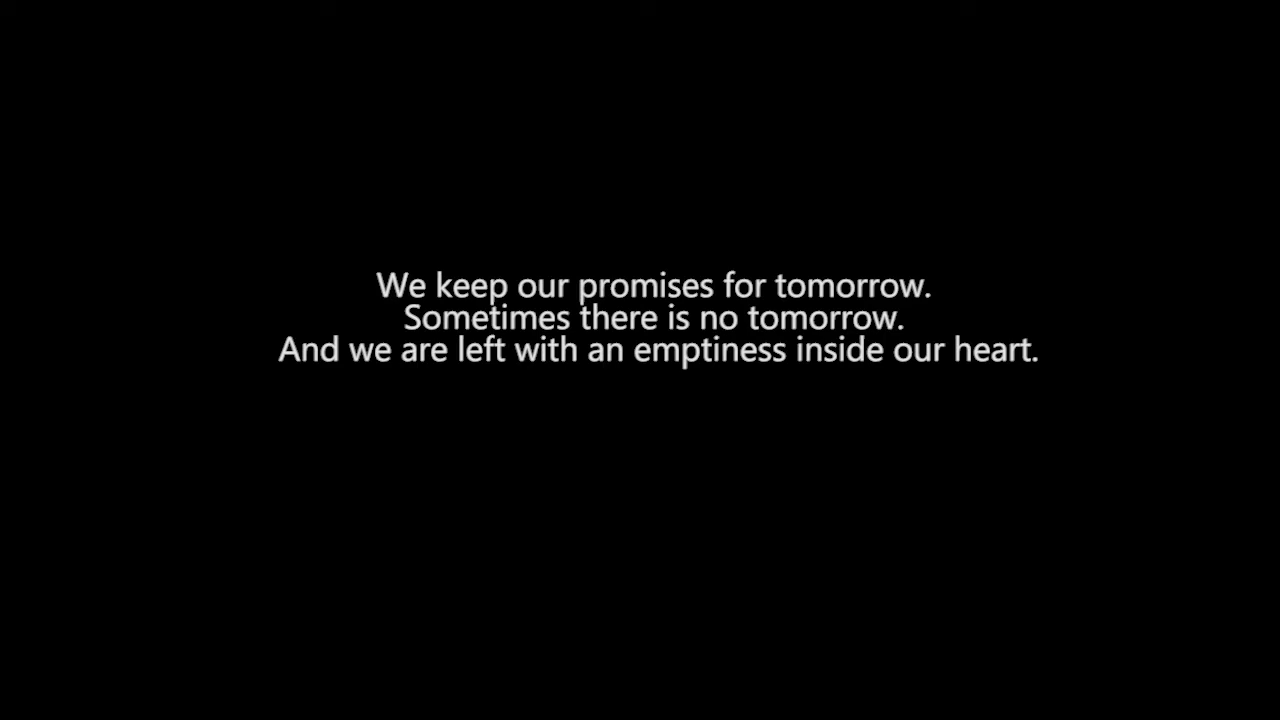 We keep our promises for tomorrow.
Sometimes there is no tomorrow.
And we are left with an emptiness inside our heart.